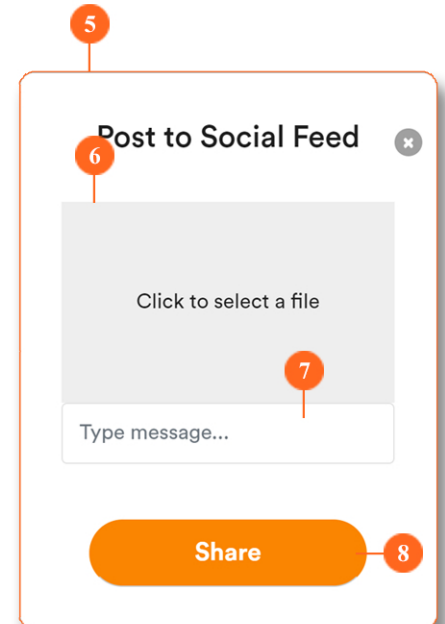 5
Post to Social Feed
6
Click to select a file
7
Type message...
Share
8